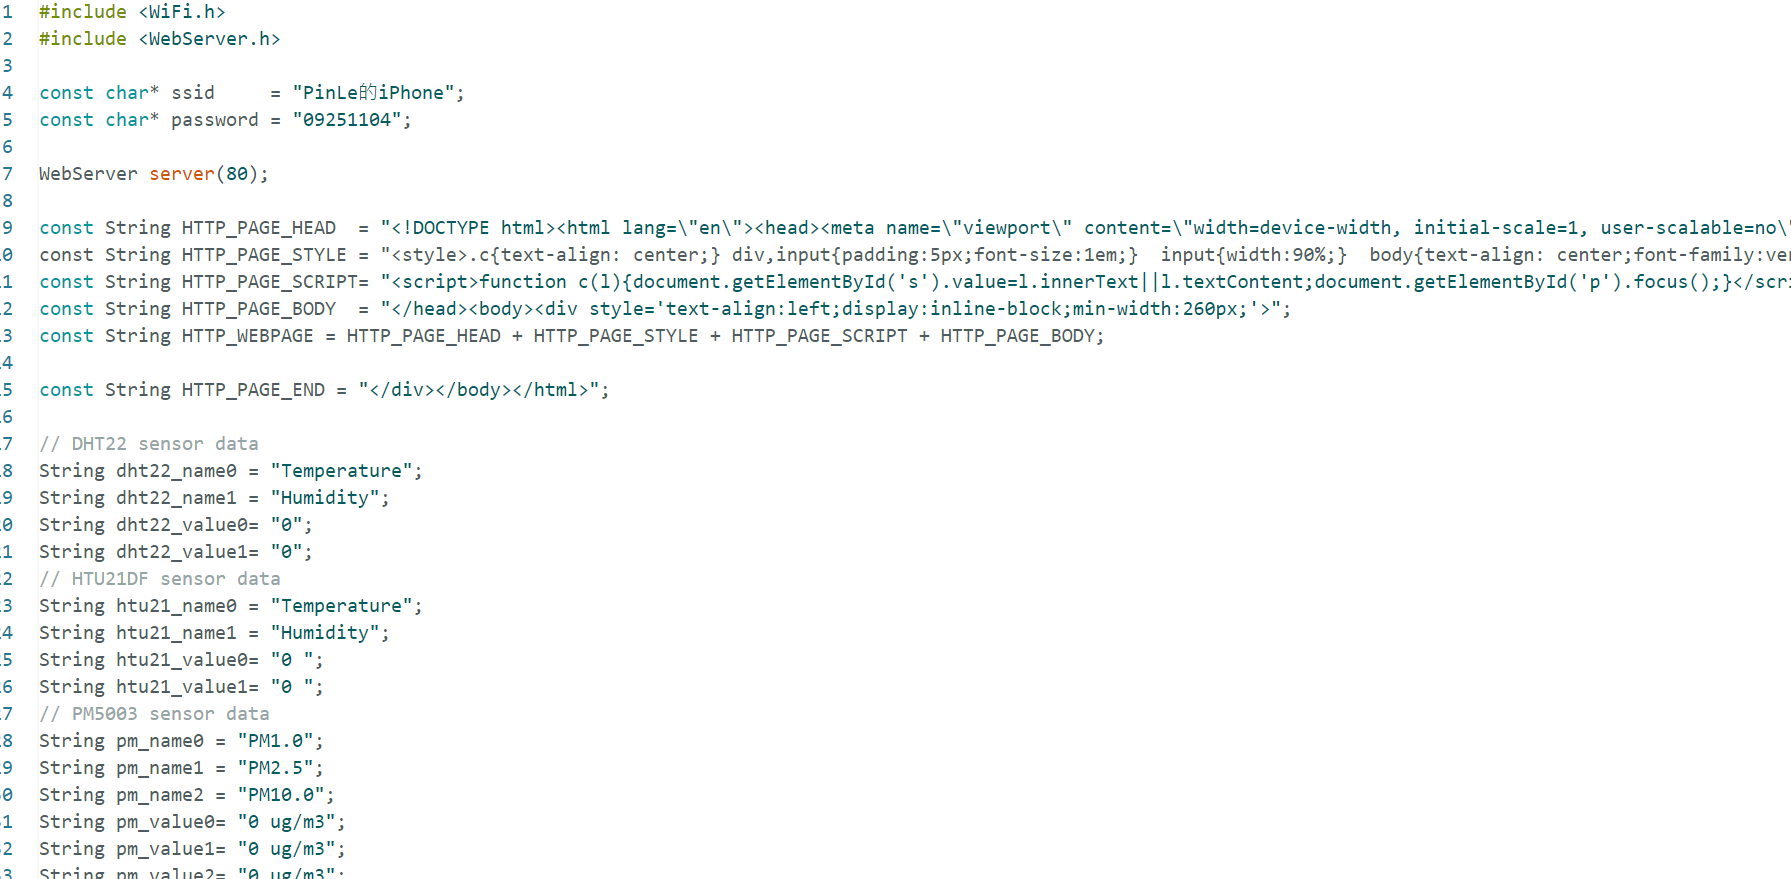 1 #include <WiFi.h>
2 #include <WebServer.h>
3
4 const char* ssid     = "PinLe的iPhone";
5 const char* password = "09251104";
6
7 WebServer server(80);
8
9 const String HTTP_PAGE_HEAD  = "<!DOCTYPE html><html lang=\"en\"><head><meta name=\"viewport\" content=\"width=device-width, initial-scale=1, user-scalable=no\"
0 const String HTTP_PAGE_STYLE = "<style>.c{text-align: center;} div,input{padding:5px;font-size:1em;}  input{width:90%;}  body{text-align: center;font-family:ver
1 const String HTTP_PAGE_SCRIPT= "<script>function c(l){document.getElementById('s').value=l.innerText||l.textContent;document.getElementById('p').focus();}</scri
2 const String HTTP_PAGE_BODY  = "</head><body><div style='text-align:left;display:inline-block;min-width:260px;'>";
3 const String HTTP_WEBPAGE = HTTP_PAGE_HEAD + HTTP_PAGE_STYLE + HTTP_PAGE_SCRIPT + HTTP_PAGE_BODY;
4
5 const String HTTP_PAGE_END = "</div></body></html>";
6
7 // DHT22 sensor data
8 String dht22_name0 = "Temperature";
9 String dht22_name1 = "Humidity";
0 String dht22_value0= "0";
1 String dht22_value1= "0";
2 // HTU21DF sensor data
3 String htu21_name0 = "Temperature";
4 String htu21_name1 = "Humidity";
5 String htu21_value0= "0 ";
6 String htu21_value1= "0 ";
7 // PM5003 sensor data
8 String pm_name0 = "PM1.0";
9 String pm_name1 = "PM2.5";
0 String pm_name2 = "PM10.0";
1 String pm_value0= "0 ug/m3";
2 String pm_value1= "0 ug/m3";
3 String pm_value2= "0 ug/m3";